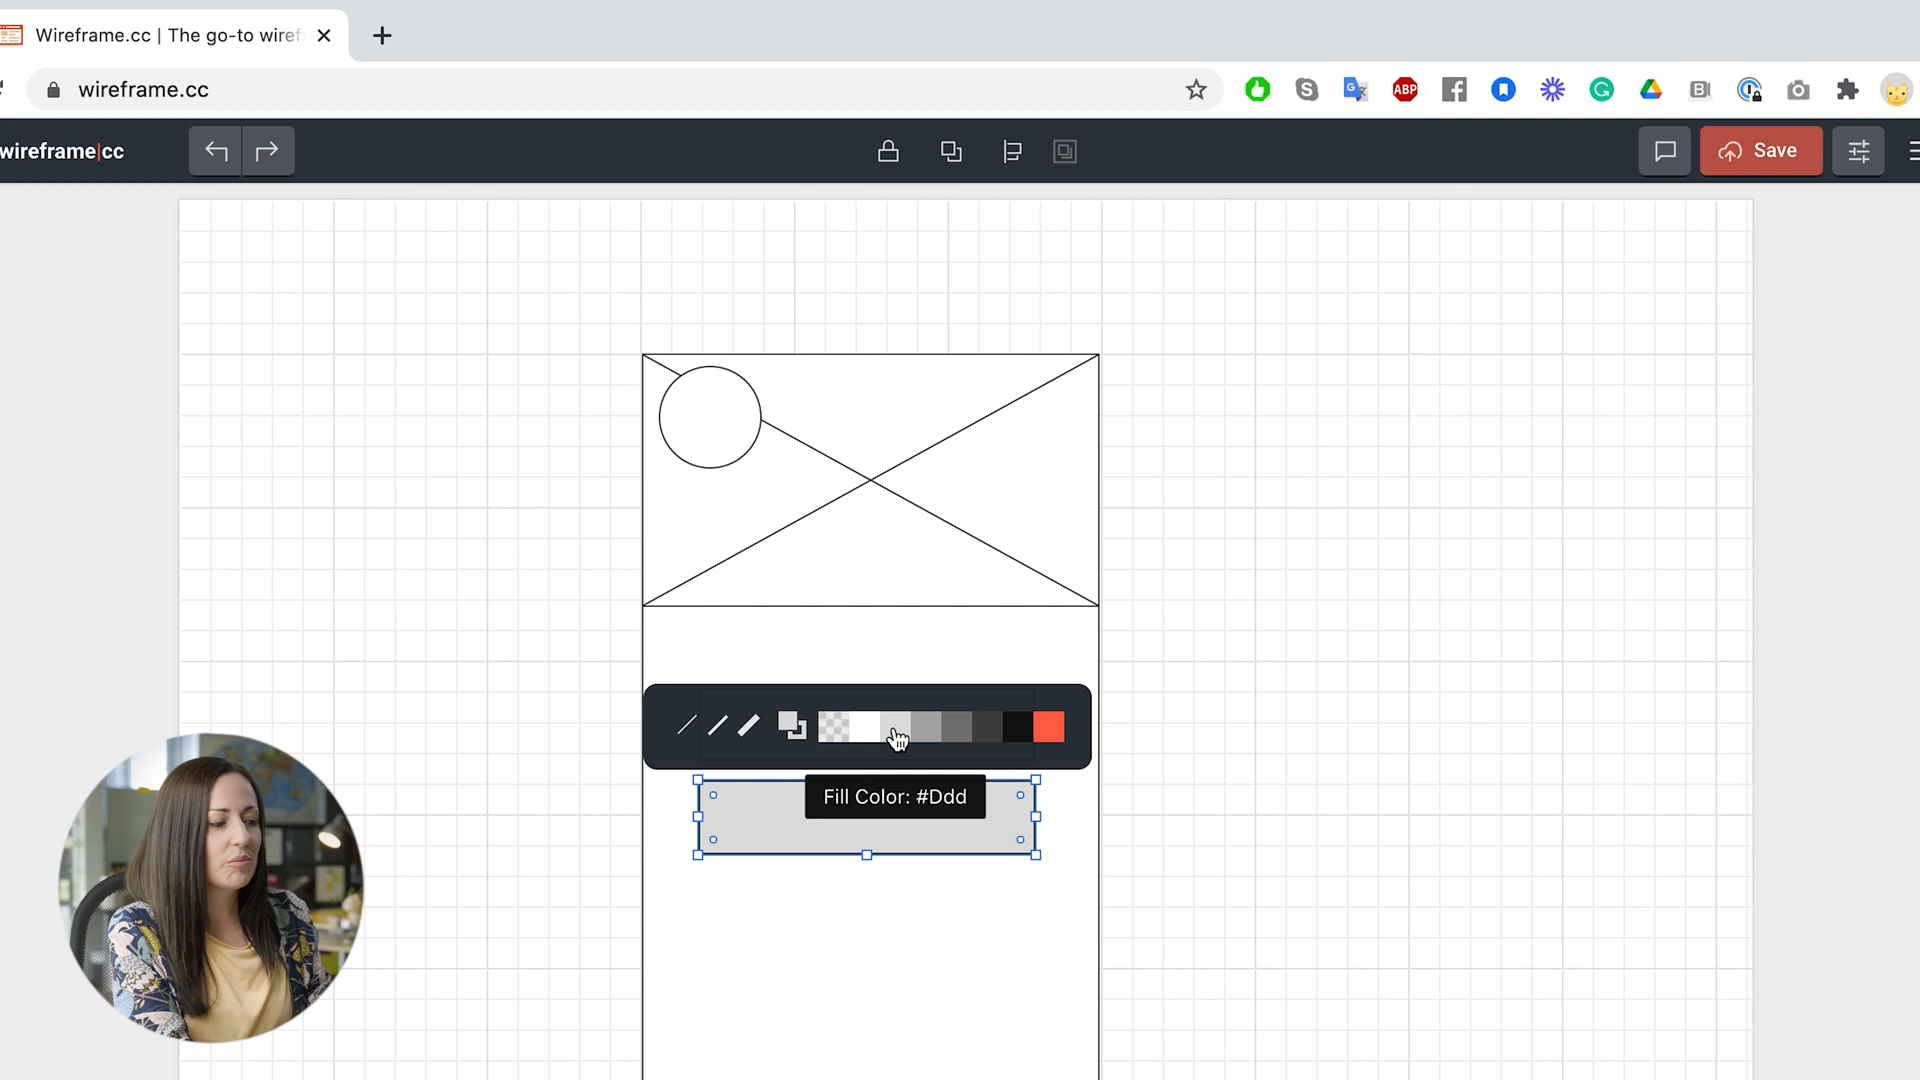 Wireframe.cc | The go-to wiref
wireframe.cc
ABP
wireframe|cc
Save
Fill Color: #Ddd